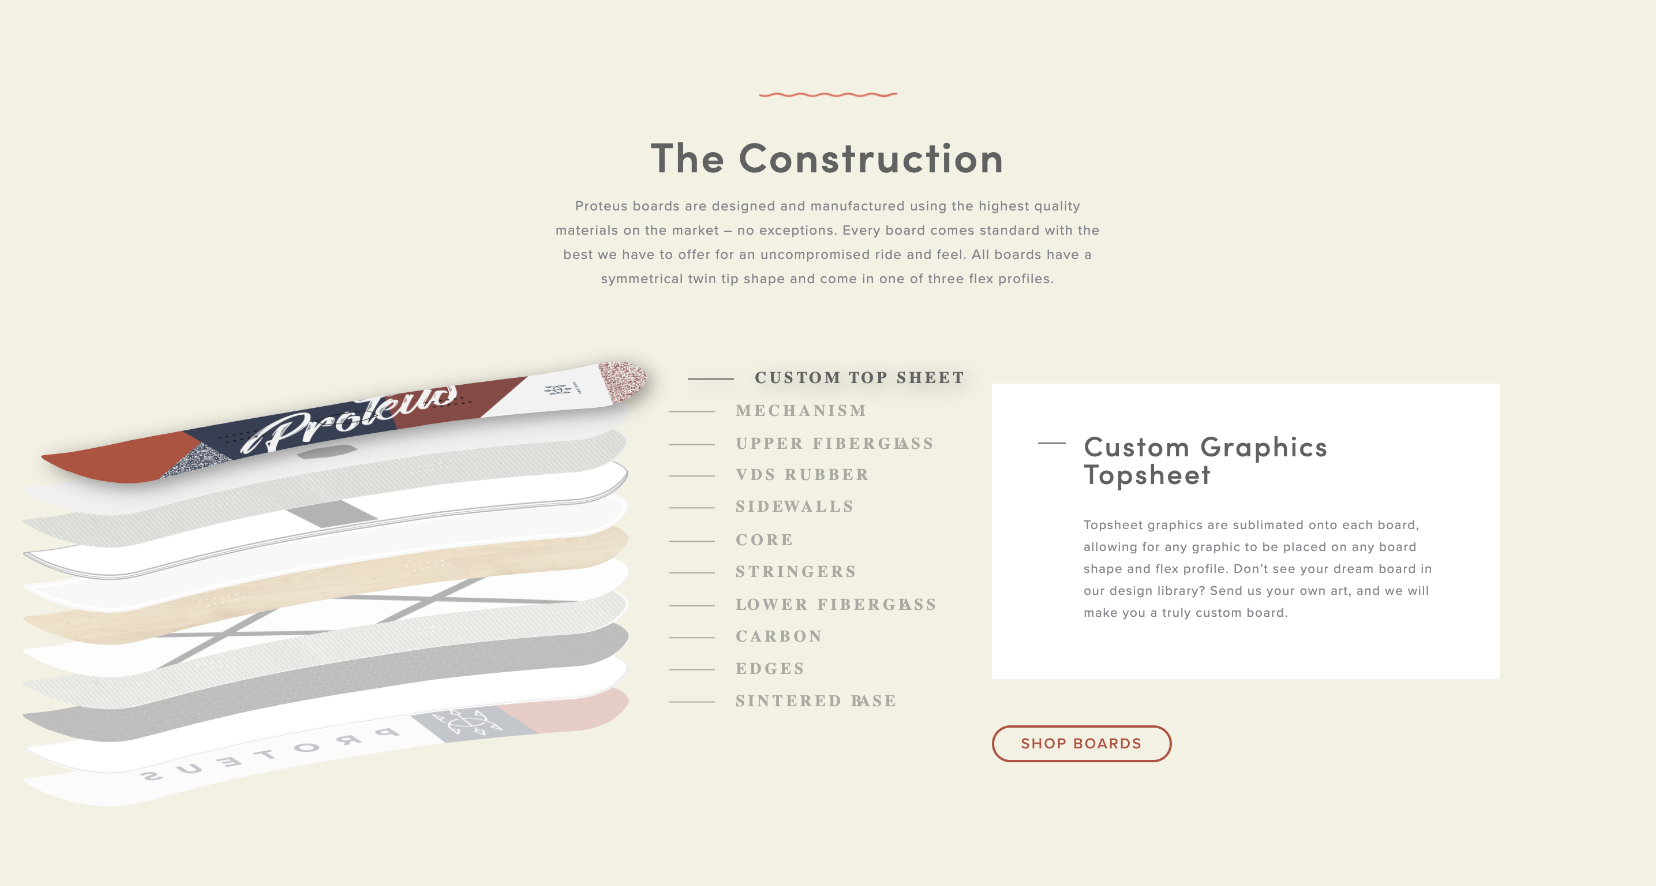 The Construction
Proteus boards are designed and manufactured using the highest quality
materials on the market – no exceptions. Every board comes standard with the
best we have to offer for an uncompromised ride and feel. All boards have a
symmetrical twin tip shape and come in one of three flex profiles.
Proteus
CUSTOM TOP SHEET
MECHANISM
UPPER FIBERGLASS
VDS RUBBER
SIDEWALLS
CORE
STRINGERS
LOWER FIBERGLASS
CARBON
EDGES
SINTERED BASE
PROTEUS
Custom Graphics
Topsheet
Topsheet graphics are sublimated onto each board,
allowing for any graphic to be placed on any board
shape and flex profile. Don't see your dream board in
our design library? Send us your own art, and we will
make you a truly custom board.
SHOP BOARDS